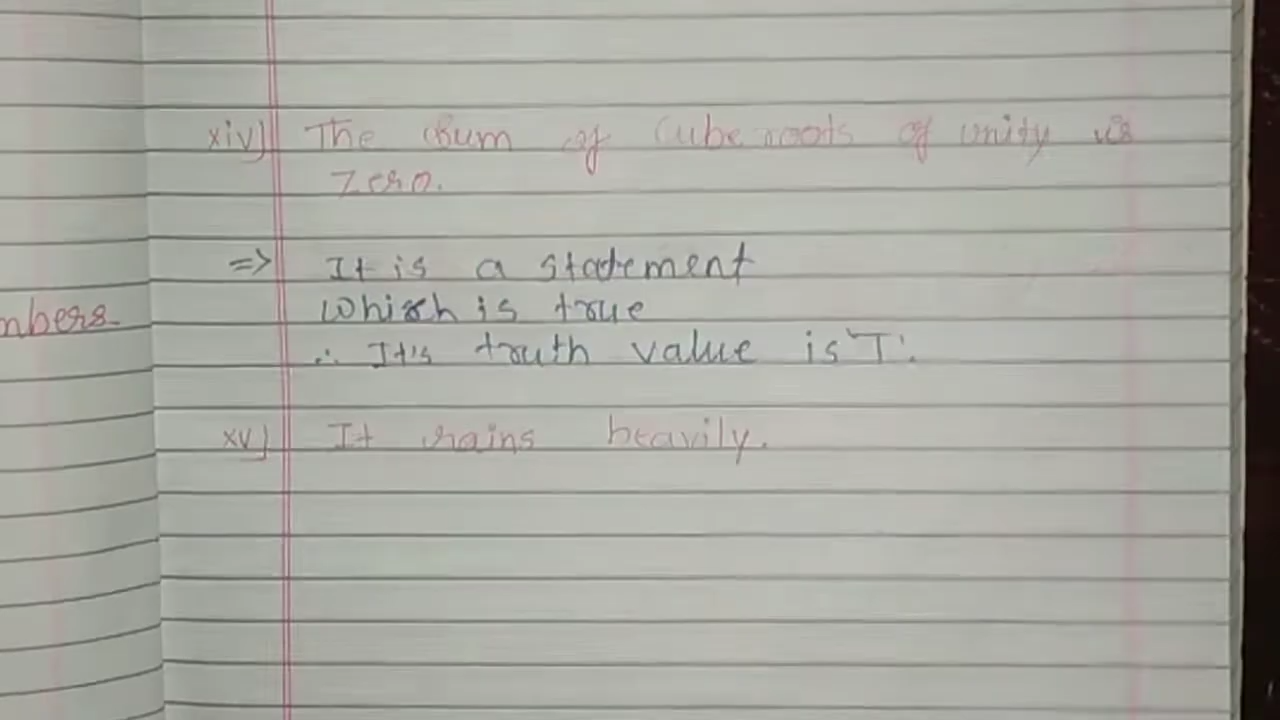 xiv) The sum of Cube roots of unity is
zero.
=> It is a statement
which is true
∴ It's truth value is 'T'.
mbers
xv) It rains heavily.